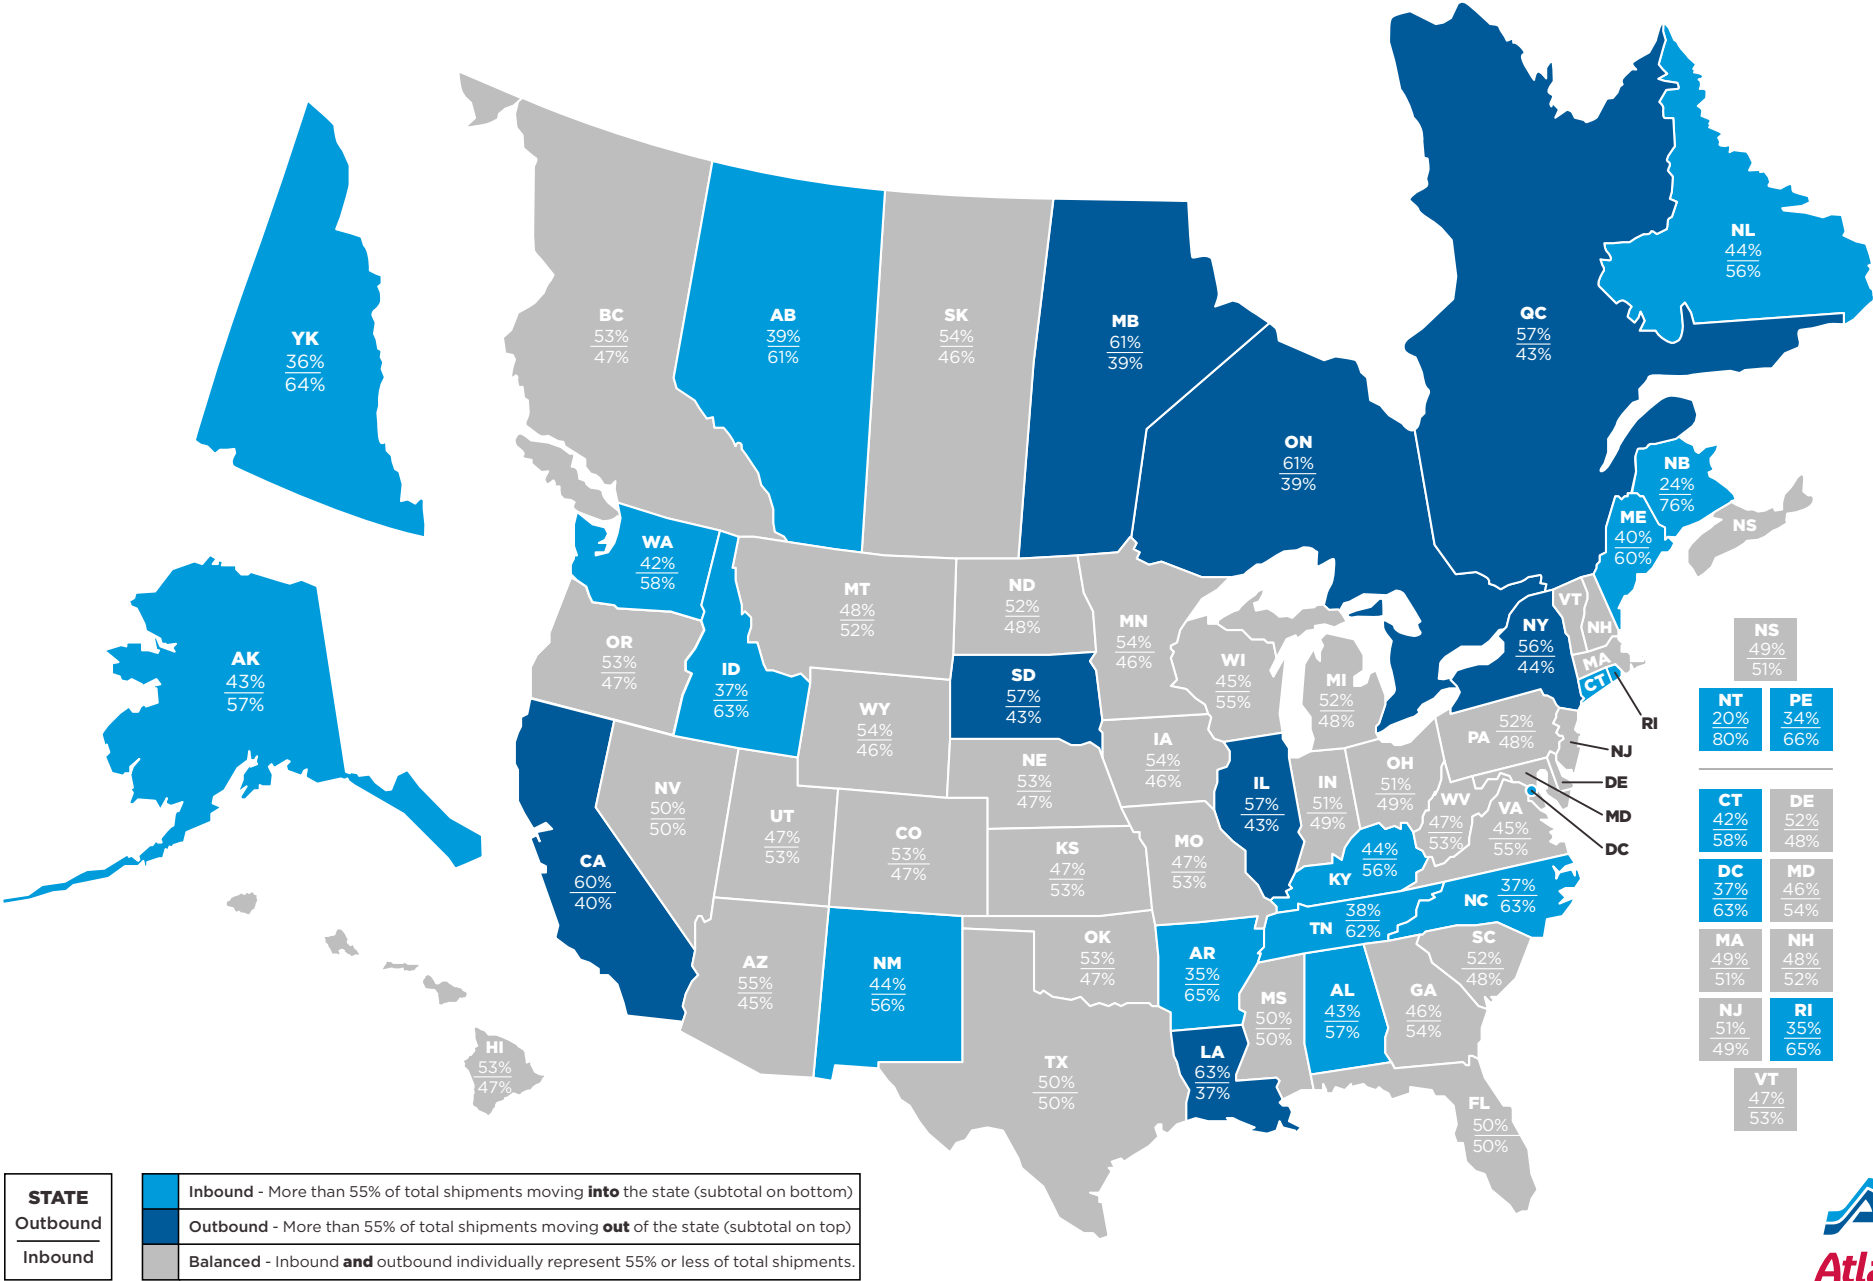 YK
36%
64%
BC
53%
47%
AB
39%
61%
SK
54%
46%
MB
61%
39%
ON
61%
39%
QC
57%
43%
NL
44%
56%
NB
24%
76%
NS
ME
40%
60%
WA
42%
58%
MT
48%
52%
ND
52%
48%
MN
54%
46%
OR
53%
47%
ID
37%
63%
WY
54%
46%
SD
57%
43%
WI
45%
55%
MI
52%
48%
NY
56%
44%
VT
NH
MA
CT
RI
NJ
DE
MD
DC
AK
43%
57%
CA
60%
40%
NV
50%
50%
UT
47%
53%
CO
53%
47%
NE
53%
47%
KS
47%
53%
IA
54%
46%
MO
47%
53%
IL
57%
43%
IN
51%
49%
OH
51%
49%
PA
52%
48%
WV
47%
53%
VA
45%
55%
KY
44%
56%
TN
38%
62%
NC
37%
63%
SC
52%
48%
AZ
55%
45%
NM
44%
56%
OK
53%
47%
AR
35%
65%
TX
50%
50%
LA
63%
37%
MS
50%
50%
AL
43%
57%
GA
46%
54%
FL
50%
50%
HI
53%
47%
NS
49%
51%
NT
20%
80%
PE
34%
66%
CT
42%
58%
DE
52%
48%
DC
37%
63%
MD
46%
54%
MA
49%
51%
NH
48%
52%
NJ
51%
49%
RI
35%
65%
VT
47%
53%
STATE
Outbound
Inbound
Inbound - More than 55% of total shipments moving into the state (subtotal on bottom)
Outbound - More than 55% of total shipments moving out of the state (subtotal on top)
Balanced - Inbound and outbound individually represent 55% or less of total shipments.